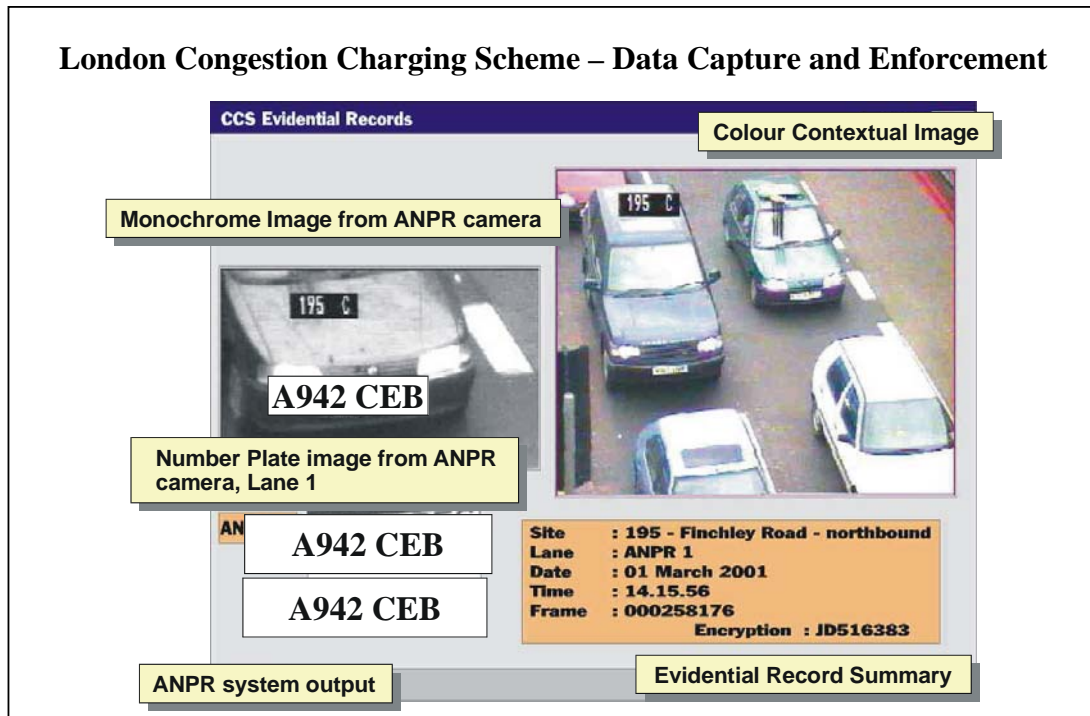 London Congestion Charging Scheme – Data Capture and Enforcement
CCS Evidential Records
Colour Contextual Image
Monochrome Image from ANPR camera
195 C
195 C
A942 CEB
Number Plate image from ANPR
camera, Lane 1
AN
A942 CEB
A942 CEB
Site : 195 - Finchley Road - northbound
Lane : ANPR 1
Date : 01 March 2001
Time : 14.15.56
Frame : 000258176
Encryption : JD516383
ANPR system output
Evidential Record Summary